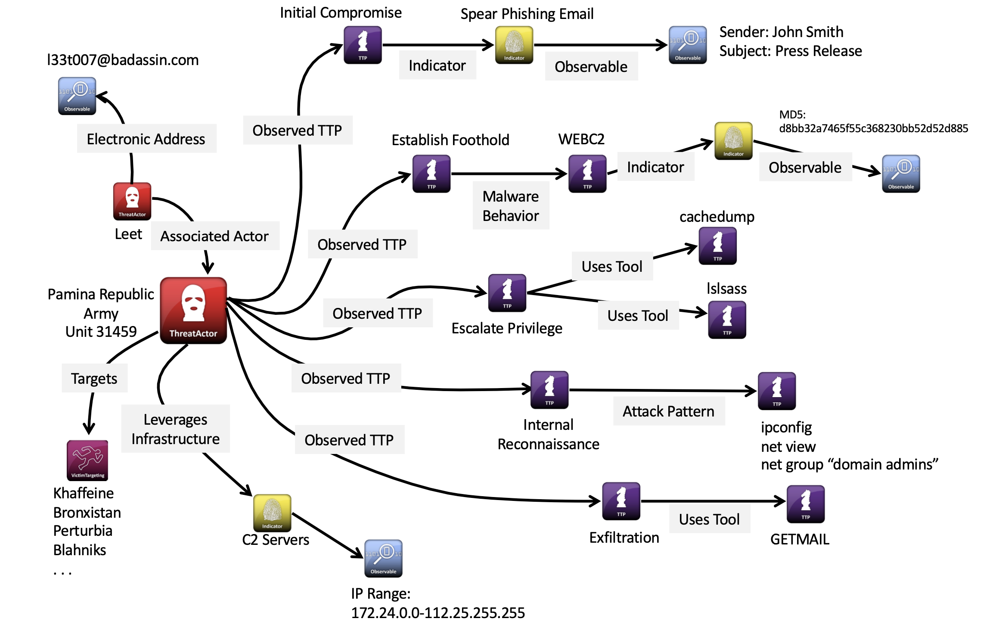 Initial Compromise
TTP
Indicator
Spear Phishing Email
Indicator
Observable
Observable
Sender: John Smith
Subject: Press Release
l33t007@badassin.com
Observable
Electronic Address
ThreatActor
Leet
Associated Actor
Pamina Republic
Army
Unit 31459
ThreatActor
Observed TTP
Establish Foothold
TTP
Malware
Behavior
WEBC2
TTP
Indicator
Indicator
MD5:
d8bb32a7465f55c368230bb52d52d885
Observable
Observable
Observed TTP
Observed TTP
TTP
Escalate Privilege
Uses Tool
cachedump
TTP
Uses Tool
lslsass
TTP
Observed TTP
TTP
Internal
Reconnaissance
Attack Pattern
TTP
ipconfig
net view
net group “domain admins”
Observed TTP
TTP
Exfiltration
Uses Tool
TTP
GETMAIL
Targets
VictimTargeting
Khaffeine
Bronxistan
Perturbia
Blahniks
. . .
Leverages
Infrastructure
Indicator
C2 Servers
Observable
IP Range:
172.24.0.0-112.25.255.255